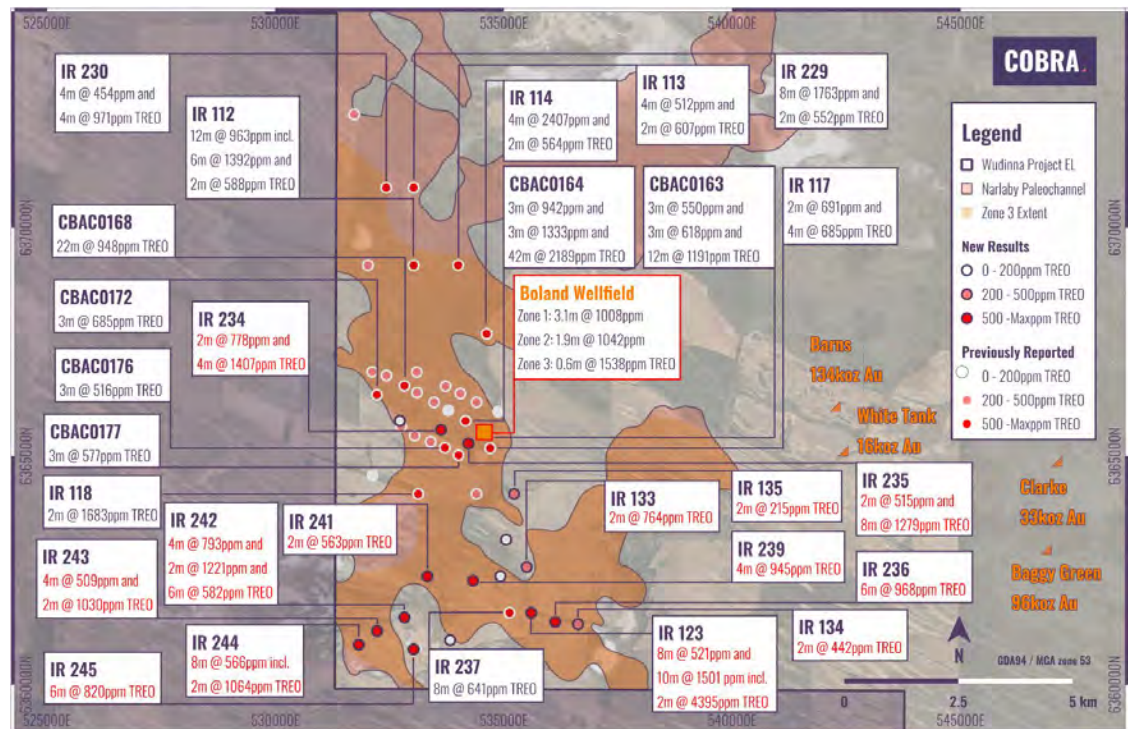 525000E
530000E
535000E
540000E
545000E
COBRA.
IR 230
4m @ 454ppm and
4m @ 971ppm TREO
IR 112
12m @ 963ppm incl.
6m @ 1392ppm and
2m @ 588ppm TREO
IR 114
4m @ 2407ppm and
2m @ 564ppm TREO
IR 113
4m @ 512ppm and
2m @ 607ppm TREO
IR 229
8m @ 1763ppm and
2m @ 552ppm TREO
CBAC0168
22m @ 948ppm TREO
CBAC0164
3m @ 942ppm and
3m @ 1333ppm and
42m @ 2189ppm TREO
CBAC0163
3m @ 550ppm and
3m @ 618ppm and
12m @ 1191ppm TREO
IR 117
2m @ 691ppm and
4m @ 685ppm TREO
Legend
Wudinna Project EL
Narlaby Paleochannel
Zone 3 Extent
New Results
0 - 200ppm TREO
200 - 500ppm TREO
500 -Maxppm TREO
Previously Reported
0 - 200ppm TREO
200 - 500ppm TREO
500 -Maxppm TREO
6370000N
6370000N
CBAC0172
3m @ 685ppm TREO
IR 234
2m @ 778ppm and
4m @ 1407ppm TREO
Boland Wellfield
Zone 1: 3.1m @ 1008ppm
Zone 2: 1.9m @ 1042ppm
Zone 3: 0.6m @ 1538ppm TREO
CBAC0176
3m @ 516ppm TREO
Barns
134koz Au
White Tank
16koz Au
CBAC0177
3m @ 577ppm TREO
6365000N
6365000N
Clarke
33koz Au
IR 118
2m @ 1683ppm TREO
IR 242
4m @ 793ppm and
2m @ 1221ppm and
6m @ 582ppm TREO
IR 241
2m @ 563ppm TREO
IR 133
2m @ 764ppm TREO
IR 135
2m @ 215ppm TREO
IR 235
2m @ 515ppm and
8m @ 1279ppm TREO
IR 243
4m @ 509ppm and
2m @ 1030ppm TREO
IR 239
4m @ 945ppm TREO
IR 236
6m @ 968ppm TREO
Baggy Green
96koz Au
IR 245
6m @ 820ppm TREO
IR 244
8m @ 566ppm incl.
2m @ 1064ppm TREO
IR 237
8m @ 641ppm TREO
IR 123
8m @ 521ppm and
10m @ 1501 ppm incl.
2m @ 4395ppm TREO
IR 134
2m @ 442ppm TREO
N
GDA94 / MGA zone 53
0
2.5
5 km
6360000N
6360000N
525000E
530000E
535000E
540000E
545000E